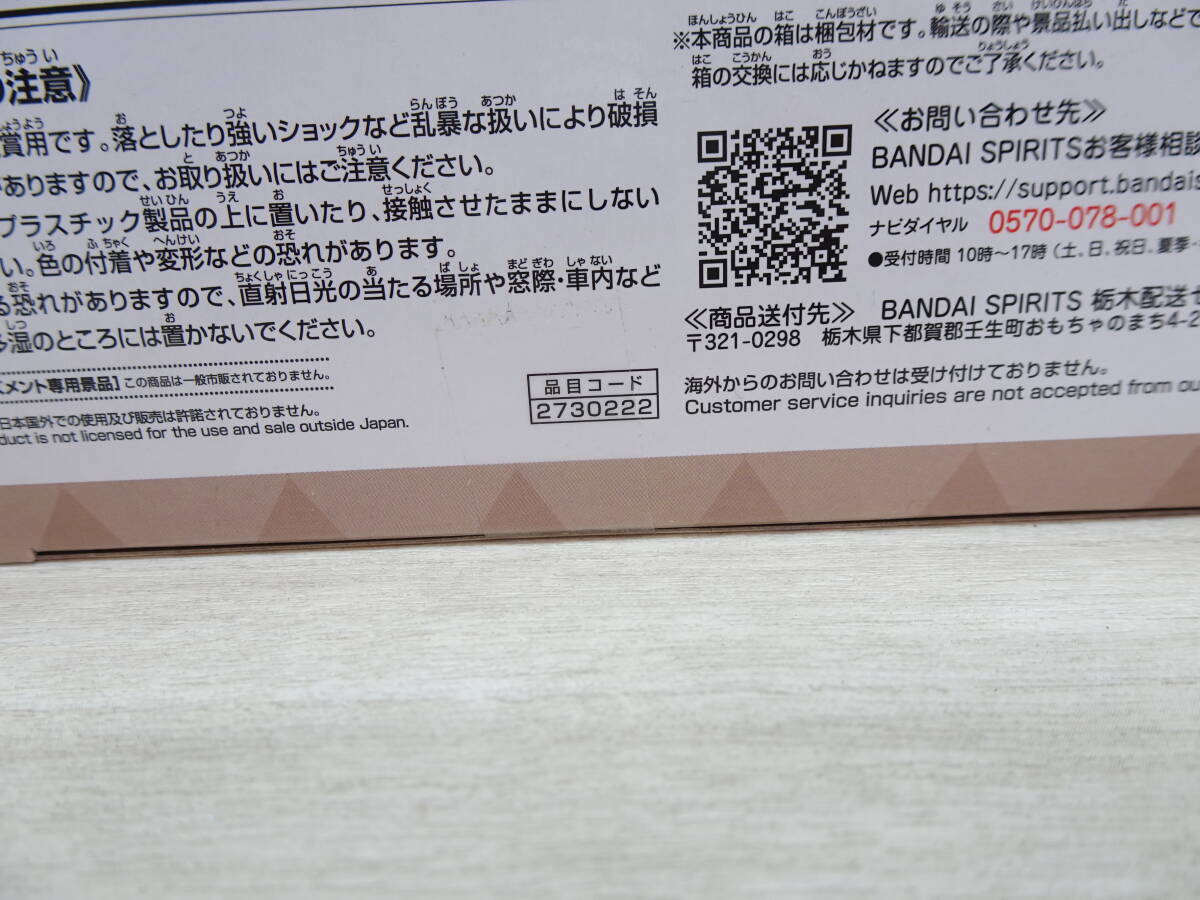 注意》
賞用です。落としたり強いショックなど乱暴な扱いにより破損
がありますので、お取り扱いにはご注意ください。
プラスチック製品の上に置いたり、接触させたままにしない
い。色の付着や変形などの恐れがあります。
る恐れがありますので、直射日光の当たる場所や窓際・車内など
多湿のところには置かないでください。
メント専用景品] この商品は一般市販されておりません。
日本国外での使用及び販売は許諾されておりません。
duct is not licensed for the use and sale outside Japan.
品目コード
2730222
※本商品の箱は梱包材です。輸送の際や景品払い出しなどで
箱の交換には応じかねますのでご了承ください。
≪お問い合わせ先≫
BANDAI SPIRITSお客様相談
Web https://support.bandais
ナビダイヤル 0570-078-001
●受付時間 10時～17時 (土、日、祝日、夏季・
≪商品送付先≫ BANDAI SPIRITS 栃木配送セ
〒321-0298 栃木県下都賀郡壬生町おもちゃのまち4-2
海外からのお問い合わせは受け付けておりません。
Customer service inquiries are not accepted from ou